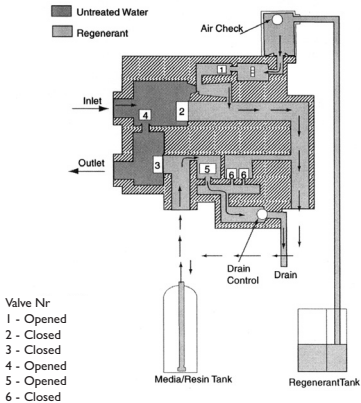 Untreated Water
Regenerant
Air Check
1
Inlet
4
2
Outlet
3
5
6 6
Drain
Control
Drain
Valve Nr
1 - Opened
2 - Closed
3 - Closed
4 - Opened
5 - Opened
6 - Closed
Media/Resin Tank
RegenerantTank